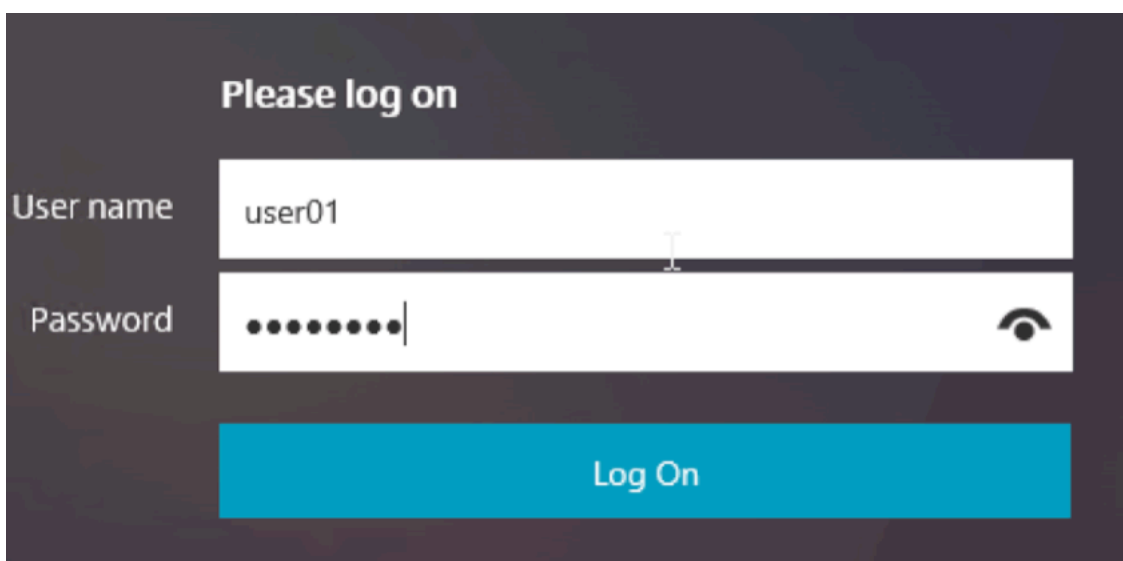 Please log on
User name user01
Password ••••••••
Log On